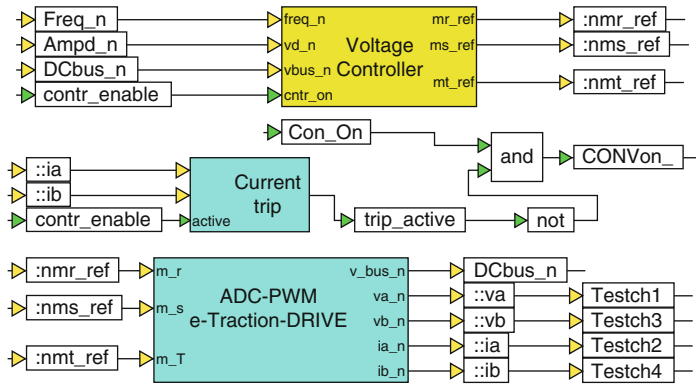 Freq_n freq_n mr_ref :nmr_ref
Ampd_n vd_n Voltage ms_ref :nms_ref
DCbus_n vbus_n Controller mt_ref :nmt_ref
contr_enable cntr_on
Con_On
and CONVon_
::ia
::ib Current
contr_enable active trip
trip_active not
:nmr_ref m_r v_bus_n DCbus_n
ADC-PWM va_n ::va Testch1
:nms_ref m_s e-Traction-DRIVE vb_n ::vb Testch3
ia_n ::ia Testch2
:nmt_ref m_T ib_n ::ib Testch4